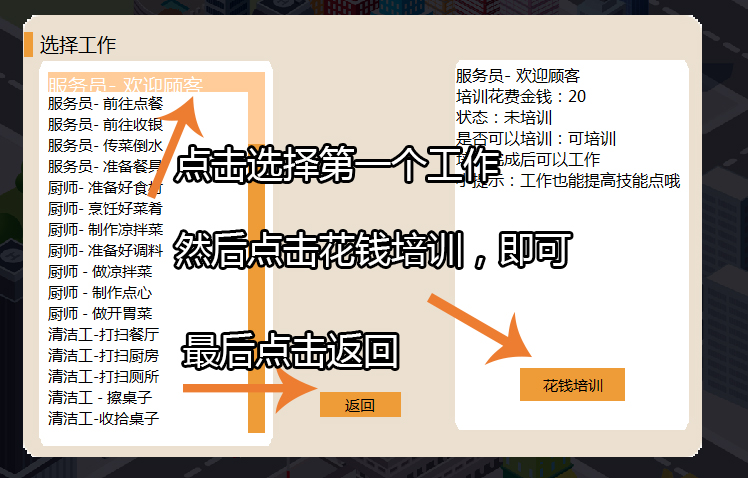 选择工作
服务员- 欢迎顾客
服务员- 前往点餐
服务员- 前往收银
服务员- 传菜倒水
服务员- 准备餐具
厨师- 准备好食材
厨师- 烹饪好菜肴
厨师- 制作凉拌菜
厨师- 准备好调料
厨师 - 做凉拌菜
厨师 - 制作点心
厨师 - 做开胃菜
清洁工-打扫餐厅
清洁工-打扫厨房
清洁工-打扫厕所
清洁工 - 擦桌子
清洁工-收拾桌子
点击选择第一个工作
然后点击花钱培训，即可
最后点击返回
返回
服务员- 欢迎顾客
培训花费金钱：20
状态：未培训
是否可以培训：可培训
完成后可以工作
小提示：工作也能提高技能点哦
花钱培训